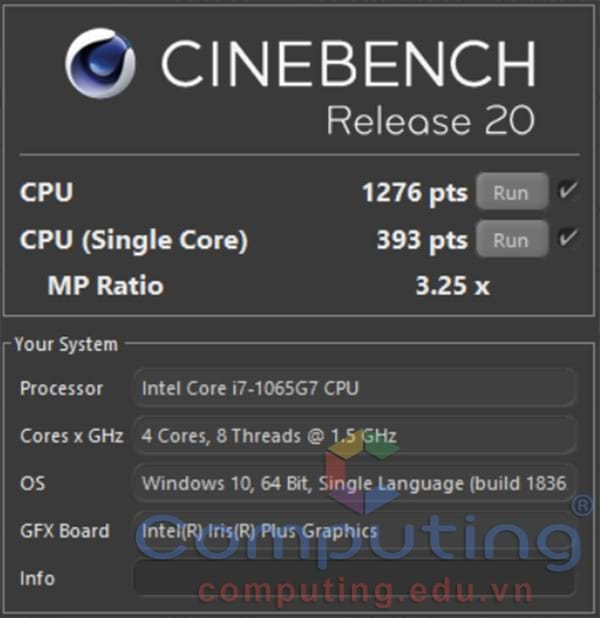 CINEBENCH
Release 20
CPU 1276 pts Run
CPU (Single Core) 393 pts Run
MP Ratio 3.25 x
Your System
Processor Intel Core i7-1065G7 CPU
Cores x GHz 4 Cores, 8 Threads @ 1.5 GHz
OS Windows 10, 64 Bit, Single Language (build 1836
GFX Board Intel(R) Iris(R) Plus Graphics
Computing®
Info
computing.edu.vn